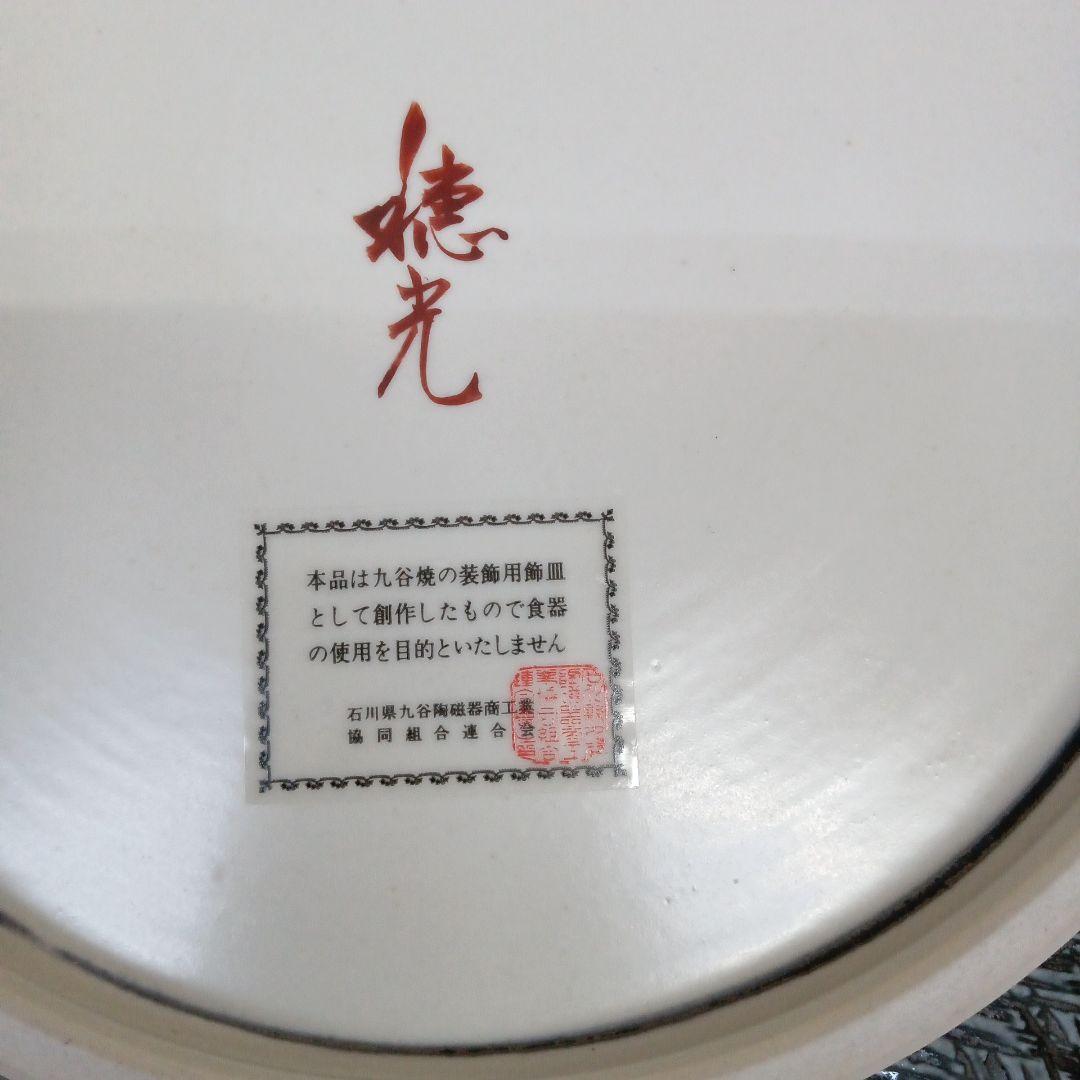 穂光
本品は九谷焼の装飾用飾皿
として創作したもので食器
の使用を目的といたしません
石川県九谷陶磁器商工業
協同組合連合会